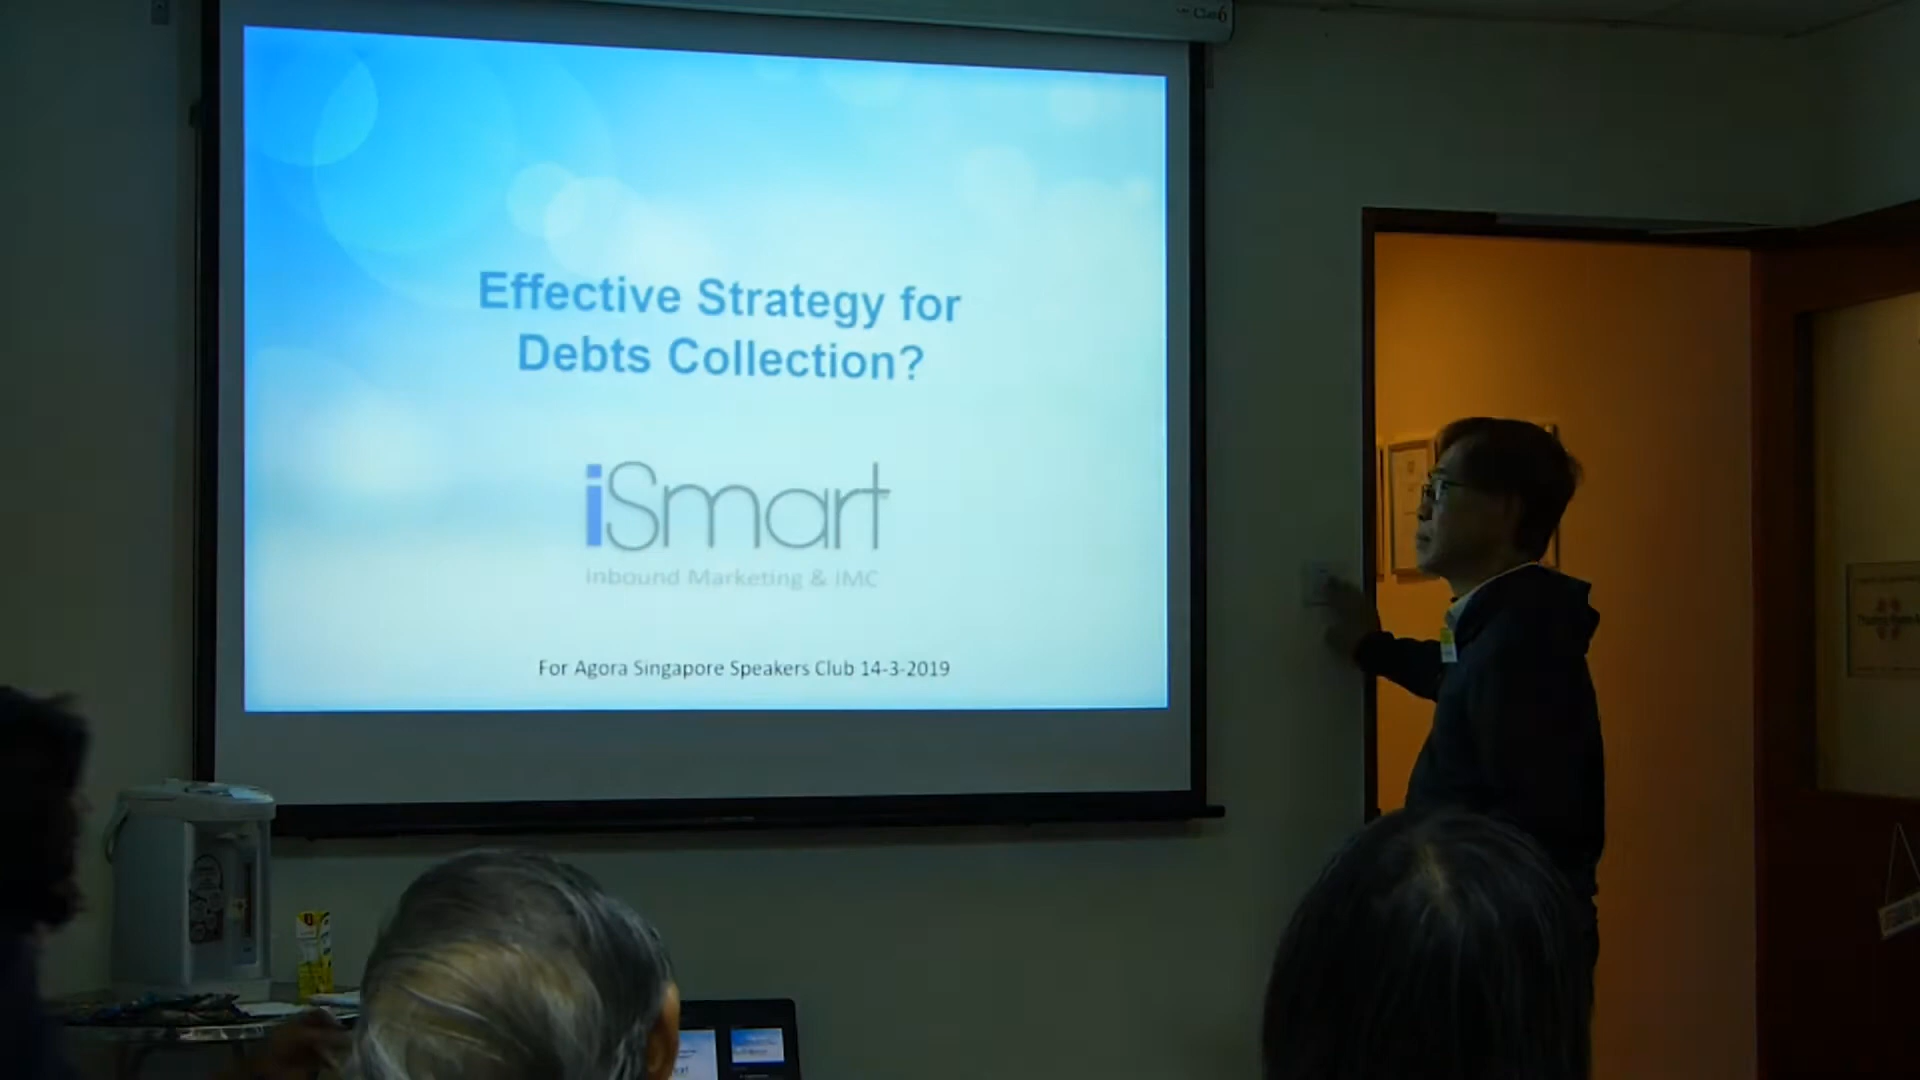 Effective Strategy for
Debts Collection?
iSmart
Inbound Marketing & IMC
For Agora Singapore Speakers Club 14-3-2019